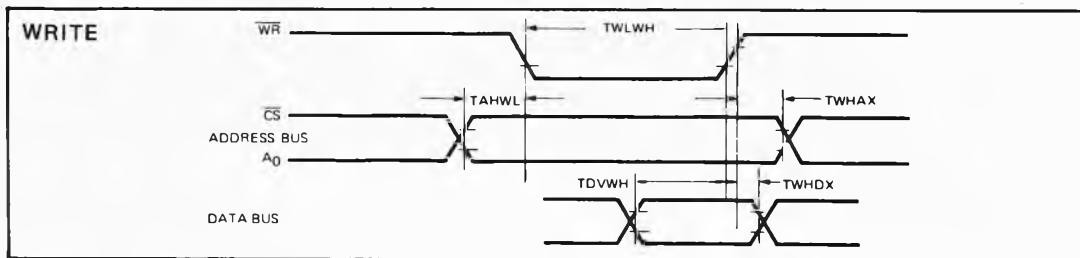 WRITE
WR
TWLWH
TAHWL
TWHAX
CS
ADDRESS BUS
A0
TDVWH
TWHDX
DATA BUS